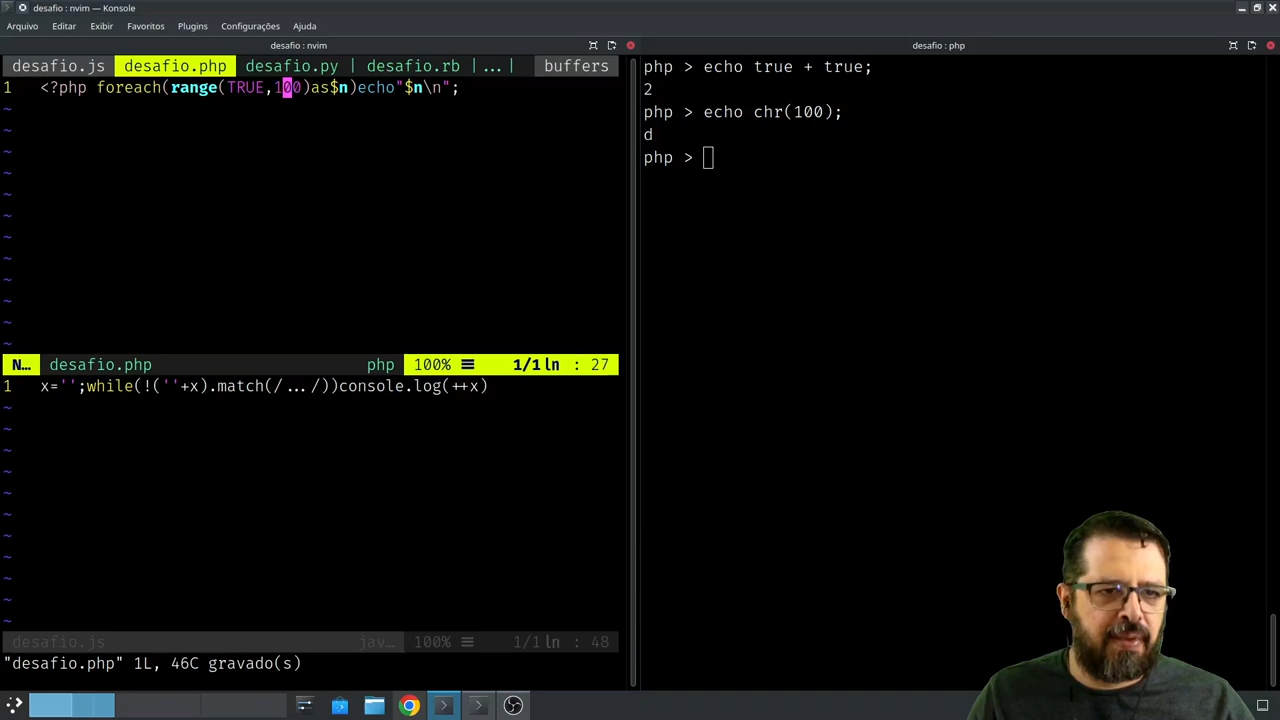 desafio : nvim — Konsole
Arquivo Editar Exibir Favoritos Plugins Configurações Ajuda
desafio : nvim
desafio.js desafio.php desafio.py | desafio.rb |...| buffers
1 <?php foreach(range(TRUE,100)as$n)echo"$n\n";
~
~
~
~
~
~
~
~
~
~
~
~
N... desafio.php php 100% ☰ 1/1 ln : 27
1 x='';while(!(''+x).match(/.../))console.log(++x)
~
~
~
~
~
~
~
~
~
~
~
desafio.js jav... 100% ☰ 1/1 ln : 48
"desafio.php" 1L, 46C gravado(s)
desafio : php
php > echo true + true;
2
php > echo chr(100);
d
php >